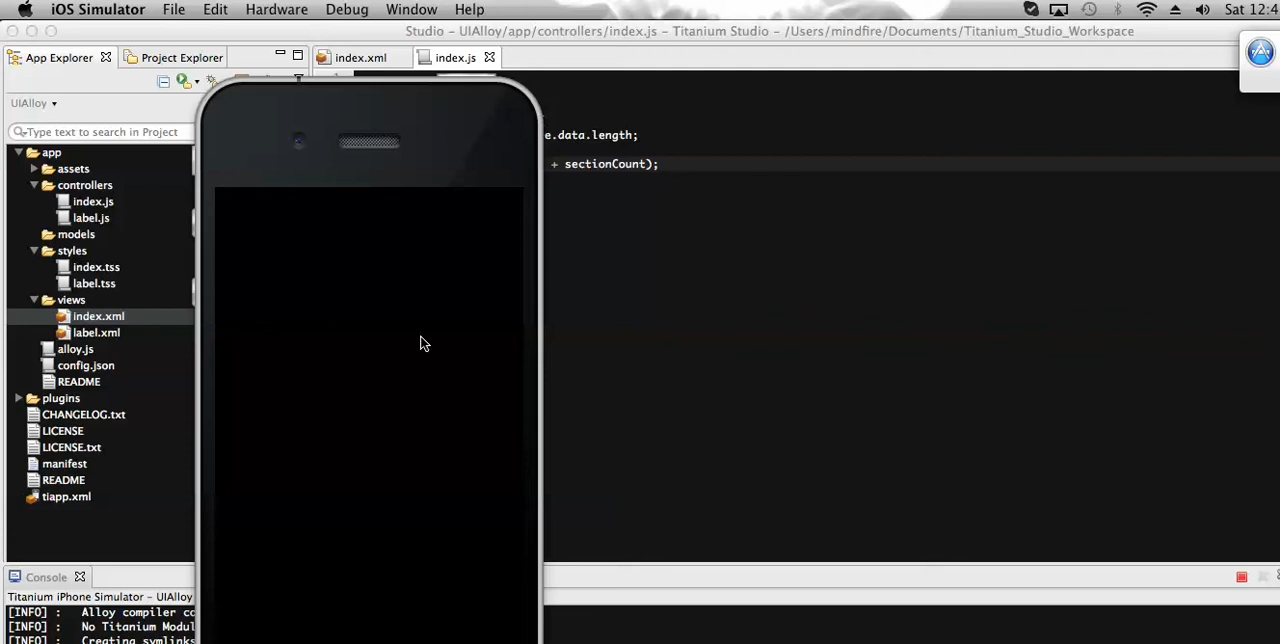 iOS Simulator File Edit Hardware Debug Window Help Sat 12:4
Studio - UIAlloy/app/controllers/index.js - Titanium Studio - /Users/mindfire/Documents/Titanium_Studio_Workspace
App Explorer Project Explorer index.xml index.js
UIAlloy
Type text to search in Project
app
assets
controllers
index.js
label.js
models
styles
index.tss
label.tss
views
index.xml
label.xml
alloy.js
config.json
README
plugins
CHANGELOG.txt
LICENSE
LICENSE.txt
manifest
README
tiapp.xml
e.data.length;
+ sectionCount);
Console
Titanium iPhone Simulator - UIAlloy
[INFO] : Alloy compiler co
[INFO] : No Titanium Modul
[INFO] : Creating symlinks